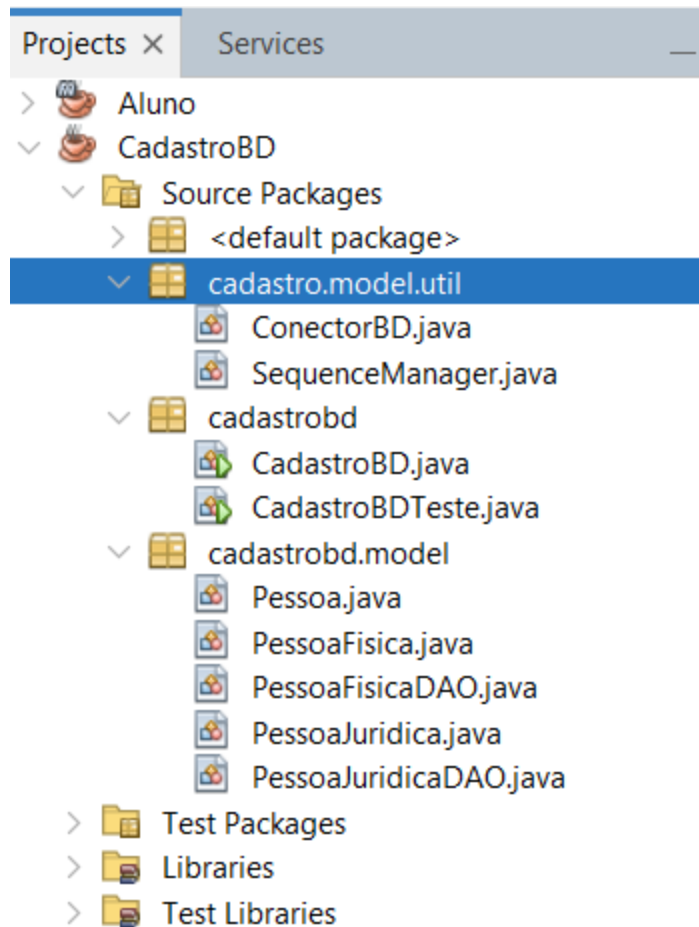 Projects × Services
Aluno
CadastroBD
Source Packages
<default package>
cadastro.model.util
ConectorBD.java
SequenceManager.java
cadastrobd
CadastroBD.java
CadastroBDTeste.java
cadastrobd.model
Pessoa.java
PessoaFisica.java
PessoaFisicaDAO.java
PessoaJuridica.java
PessoaJuridicaDAO.java
Test Packages
Libraries
Test Libraries